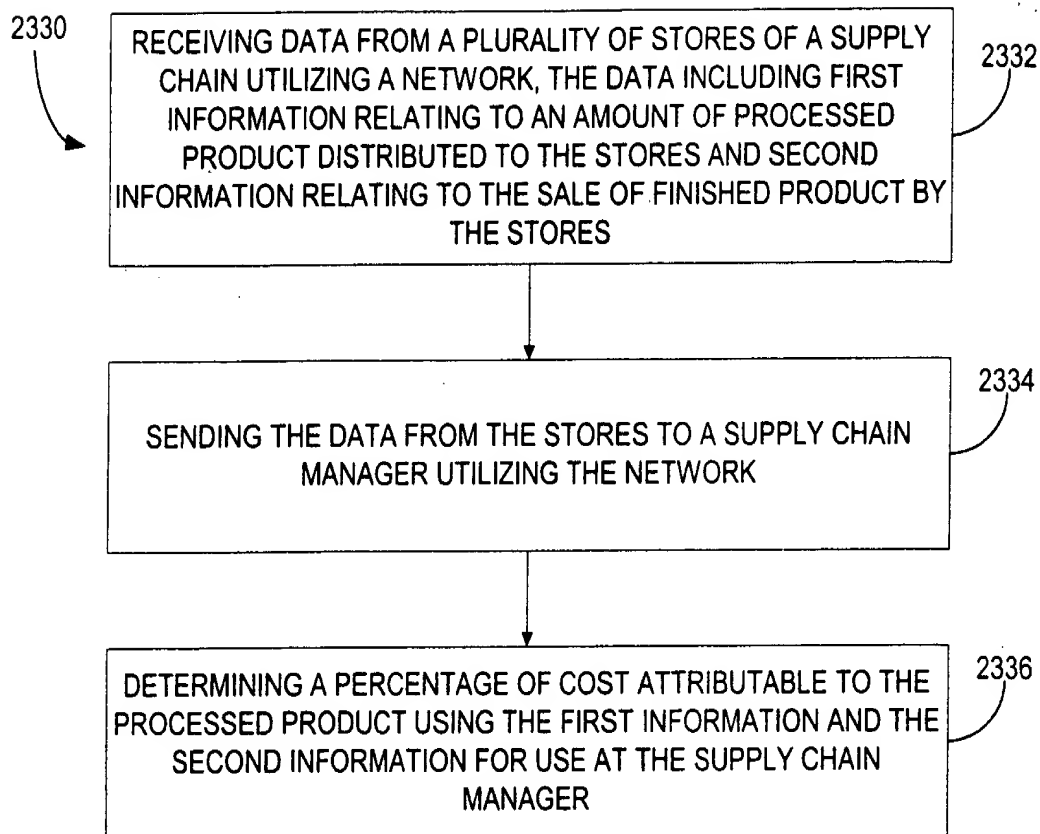 2330
RECEIVING DATA FROM A PLURALITY OF STORES OF A SUPPLY
CHAIN UTILIZING A NETWORK, THE DATA INCLUDING FIRST
INFORMATION RELATING TO AN AMOUNT OF PROCESSED
PRODUCT DISTRIBUTED TO THE STORES AND SECOND
INFORMATION RELATING TO THE SALE OF FINISHED PRODUCT BY
THE STORES
2332
SENDING THE DATA FROM THE STORES TO A SUPPLY CHAIN
MANAGER UTILIZING THE NETWORK
2334
DETERMINING A PERCENTAGE OF COST ATTRIBUTABLE TO THE
PROCESSED PRODUCT USING THE FIRST INFORMATION AND THE
SECOND INFORMATION FOR USE AT THE SUPPLY CHAIN
MANAGER
2336